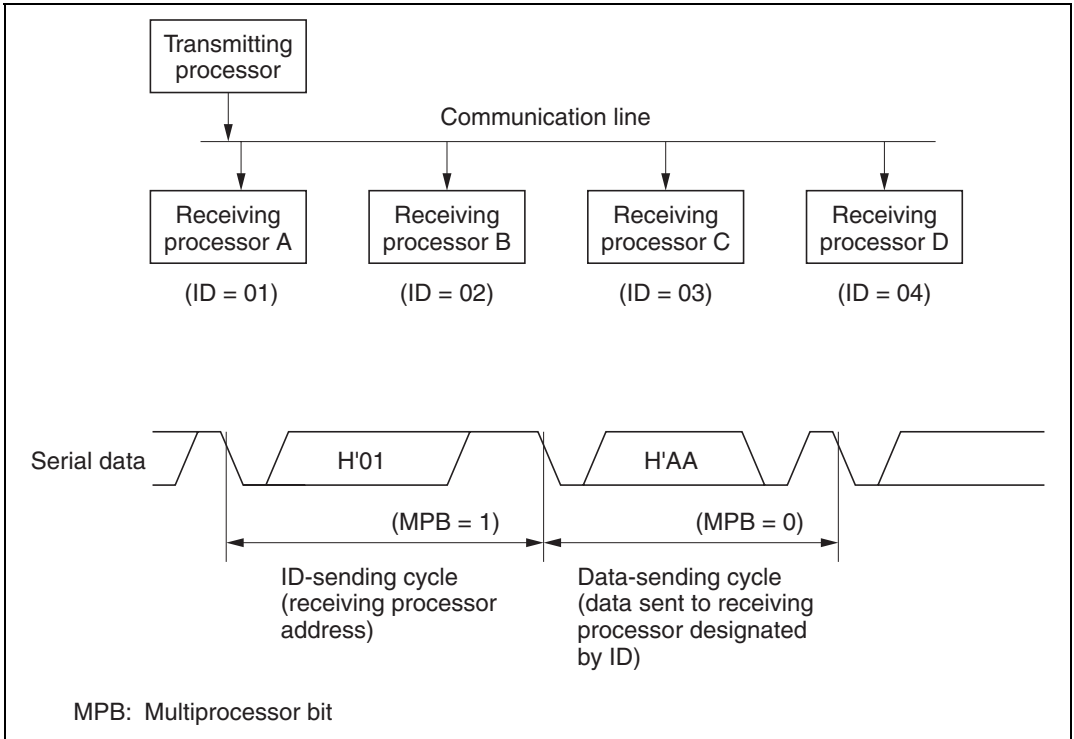 Transmitting
processor
Communication line
Receiving
processor A
Receiving
processor B
Receiving
processor C
Receiving
processor D
(ID = 01)
(ID = 02)
(ID = 03)
(ID = 04)
Serial data
H'01
H'AA
(MPB = 1)
(MPB = 0)
ID-sending cycle
(receiving processor
address)
Data-sending cycle
(data sent to receiving
processor designated
by ID)
MPB: Multiprocessor bit